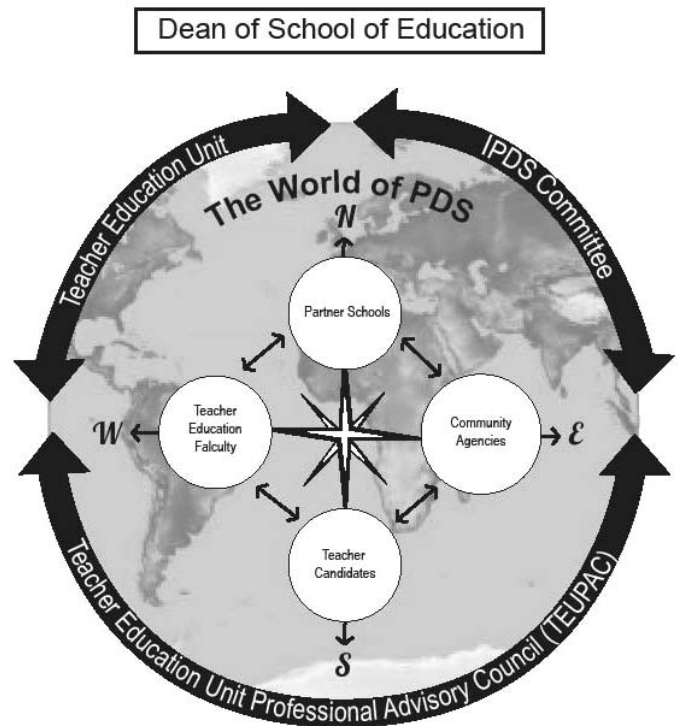 Dean of School of Education
Teacher Education Unit
IPDS Committee
The World of PDS
N
Partner Schools
W
Teacher
Education
Falculty
Community
Agencies
E
Teacher
Candidates
S
Teacher Education Unit Professional Advisory Council (TEUPAC)